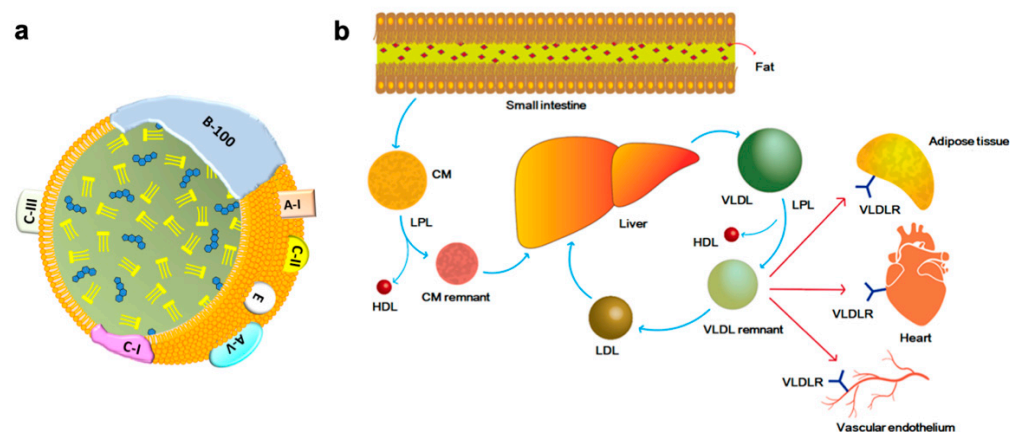 a
B-100
C-III
A-I
C-II
E
A-V
C-I
b
Fat
Small intestine
CM
LPL
HDL
CM remnant
Liver
VLDL
LPL
HDL
VLDL remnant
LDL
Adipose tissue
VLDLR
VLDLR
Heart
VLDLR
Vascular endothelium